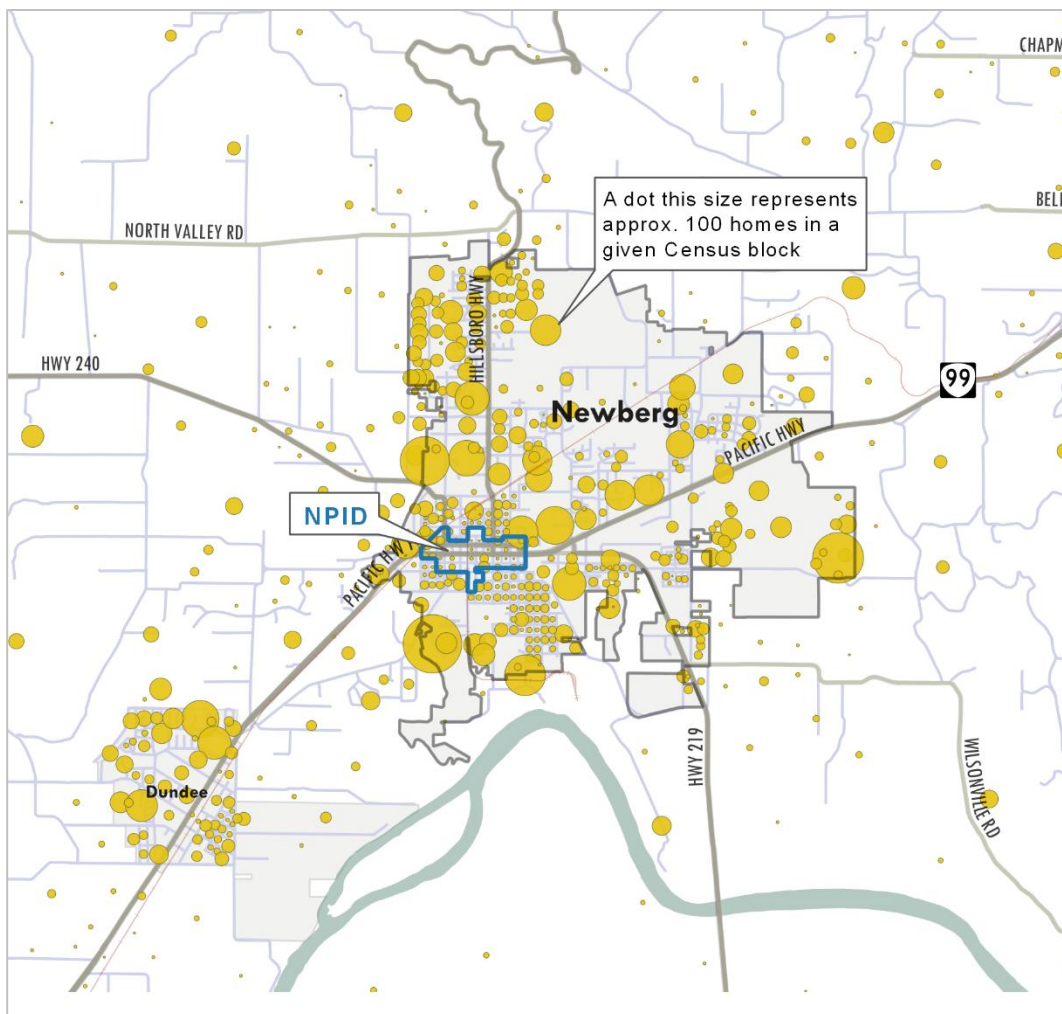 CHAPM
A dot this size represents
approx. 100 homes in a
given Census block
BELL
NORTH VALLEY RD
HILLSBORO HWY
HWY 240
99
Newberg
PACIFIC HWY
NPID
PACIFIC HWY
HWY 219
WILSONVILLE RD
Dundee